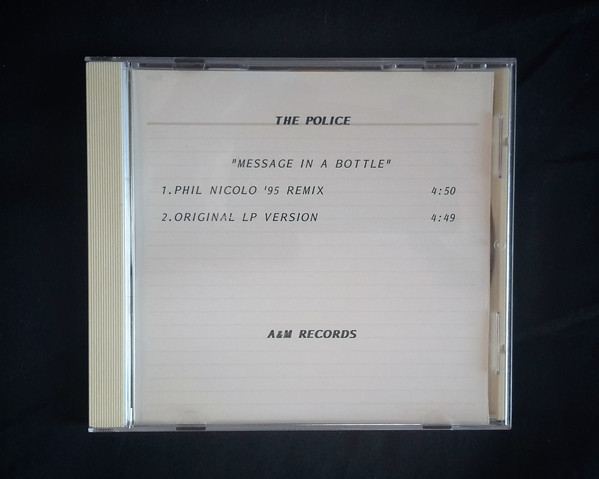 THE POLICE
"MESSAGE IN A BOTTLE"
1.PHIL NICOLO '95 REMIX 4:50
2.ORIGINAL LP VERSION 4:49
A&M RECORDS